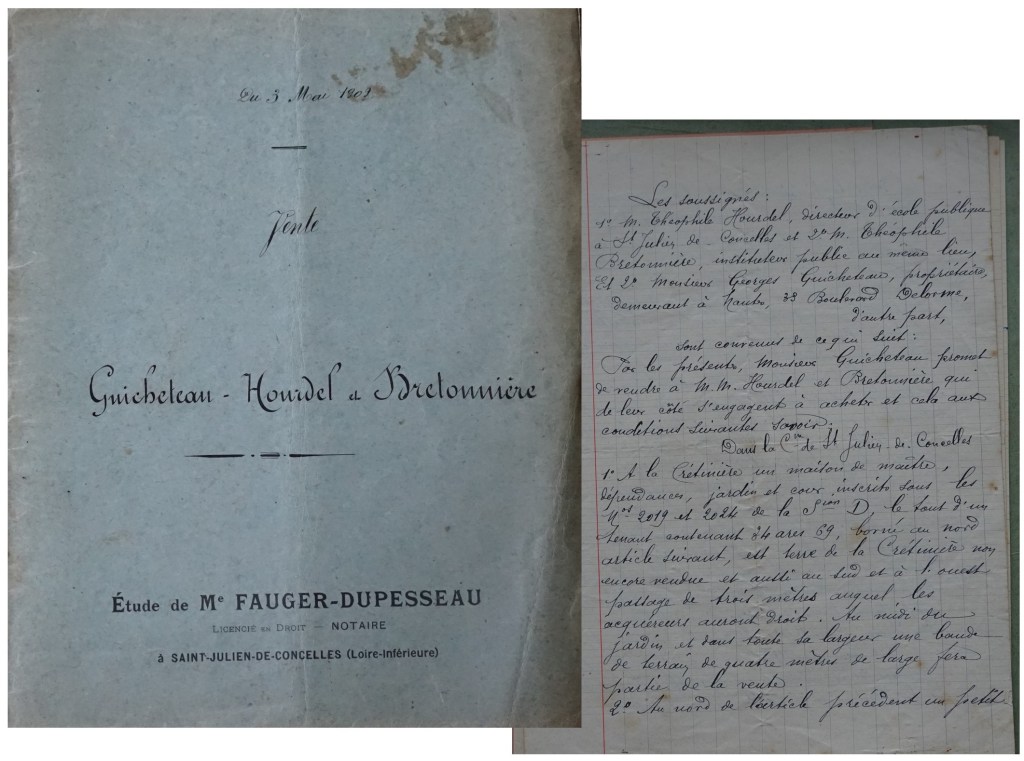 Du 3 Mai 1909
Vente
Guicheteau - Hourdel et Bretonnière
Étude de Me FAUGER-DUPESSEAU
LICENCIÉ EN DROIT — NOTAIRE
à SAINT-JULIEN-DE-CONCELLES (Loire-Inférieure)
Les soussignés :
1º M. Théophile Hourdel, directeur d'école publique
à St Julien de-Concelles et 2º M. Théophile
Bretonnière, instituteur public au même lieu,
Et 2º Monsieur Georges Guicheteau, propriétaire,
demeurant à Nantes, 33 Boulevard Delorme,
d'autre part,
sont convenus de ce qui suit :
Par les présente, Monsieur Guicheteau promet
de vendre à M.M. Hourdel et Bretonnière qui
de leur côté s'engagent à acheter et cela aux
conditions suivantes savoir :
Dans la Cne de St Julien-de-Concelles
1º A la Crétinière un maison de maître,
dépendances, jardin et cour inscrits sous les
Nos 2019 et 2024 de la Son D, le tout d'un
tenant contenant 24 ares 69, borné au nord
article suivant, est terre de la Crétinière non
encore vendue et aussi au sud et à l'ouest
passage de trois mètres auquel les
acquéreurs auront droit. Au midi du
jardin et dans toute sa largeur une bande
de terrain de quatre mètres de large fera
partie de la vente.
2º Au nord de l'article précédent un petit